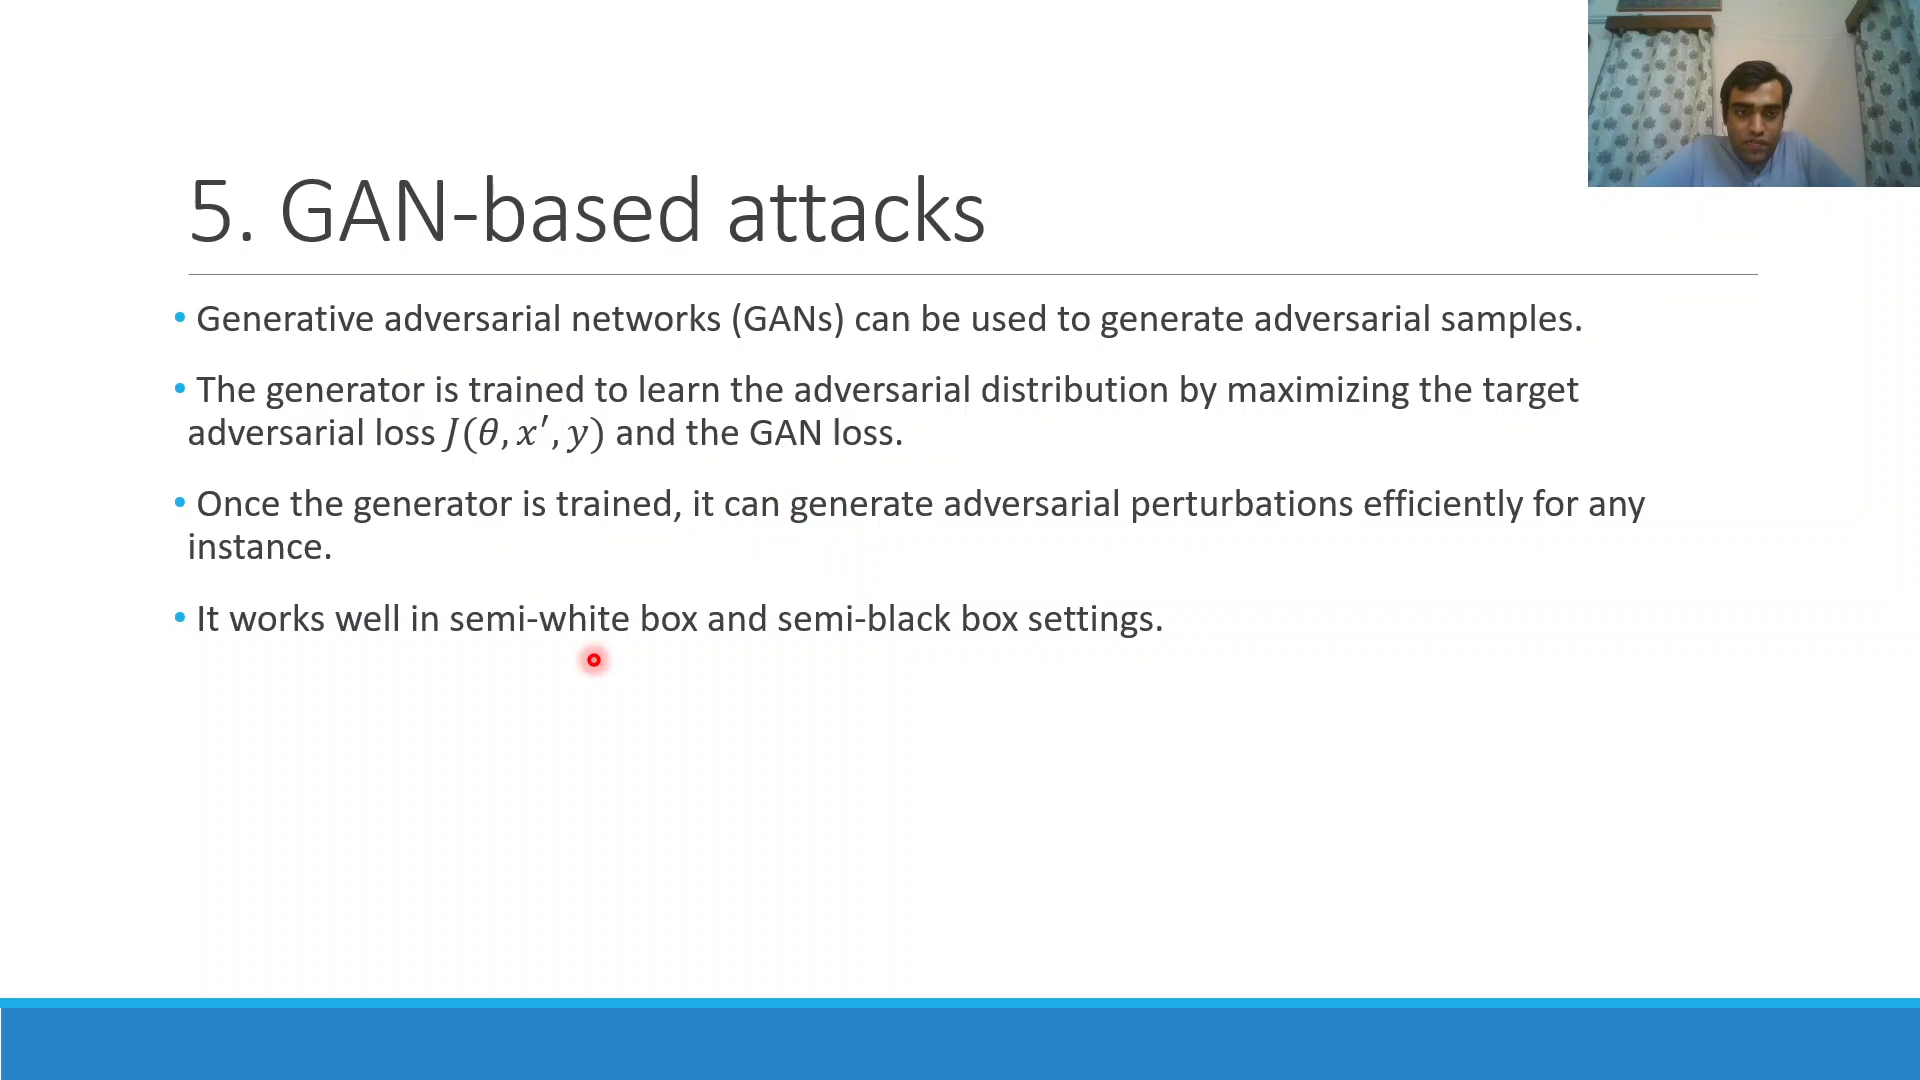 5. GAN-based attacks
• Generative adversarial networks (GANs) can be used to generate adversarial samples.
• The generator is trained to learn the adversarial distribution by maximizing the target
adversarial loss J(θ, x′, y) and the GAN loss.
• Once the generator is trained, it can generate adversarial perturbations efficiently for any
instance.
• It works well in semi-white box and semi-black box settings.